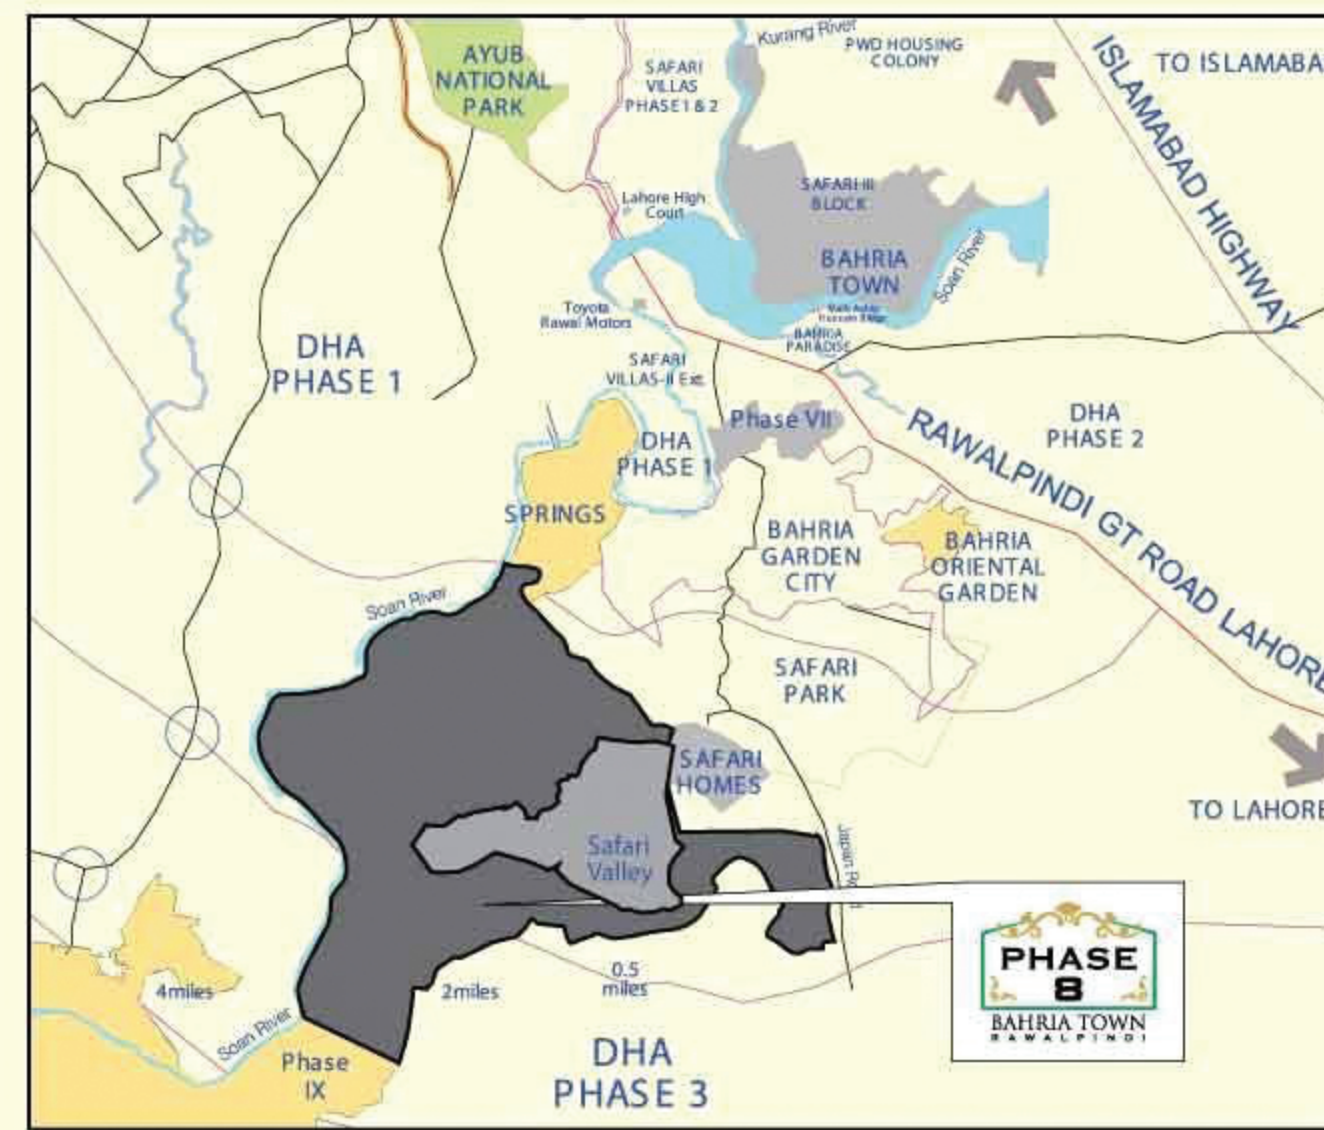 Kurang River
PWD HOUSING
COLONY
AYUB
NATIONAL
PARK
SAFARI
VILLAS
PHASE 1 & 2
ISLAMABAD HIGHWAY
TO ISLAMABA
SAFARI-III
BLOCK
Lahore High
Court
BAHRIA
TOWN
Soan River
Toyota
Rawal Motors
BAHRIA
PARADISE
DHA
PHASE 1
SAFARI
VILLAS-II Ext.
Phase VII
DHA
PHASE 2
DHA
PHASE 1
RAWALPINDI GT ROAD LAHORE
SPRINGS
BAHRIA
GARDEN
CITY
BAHRIA
ORIENTAL
GARDEN
Soan River
SAFARI
PARK
SAFARI
HOMES
TO LAHORE
Safari
Valley
Japan
PHASE
8
BAHRIA TOWN
RAWALPINDI
4miles
2miles
0.5
miles
Soan River
Phase
IX
DHA
PHASE 3